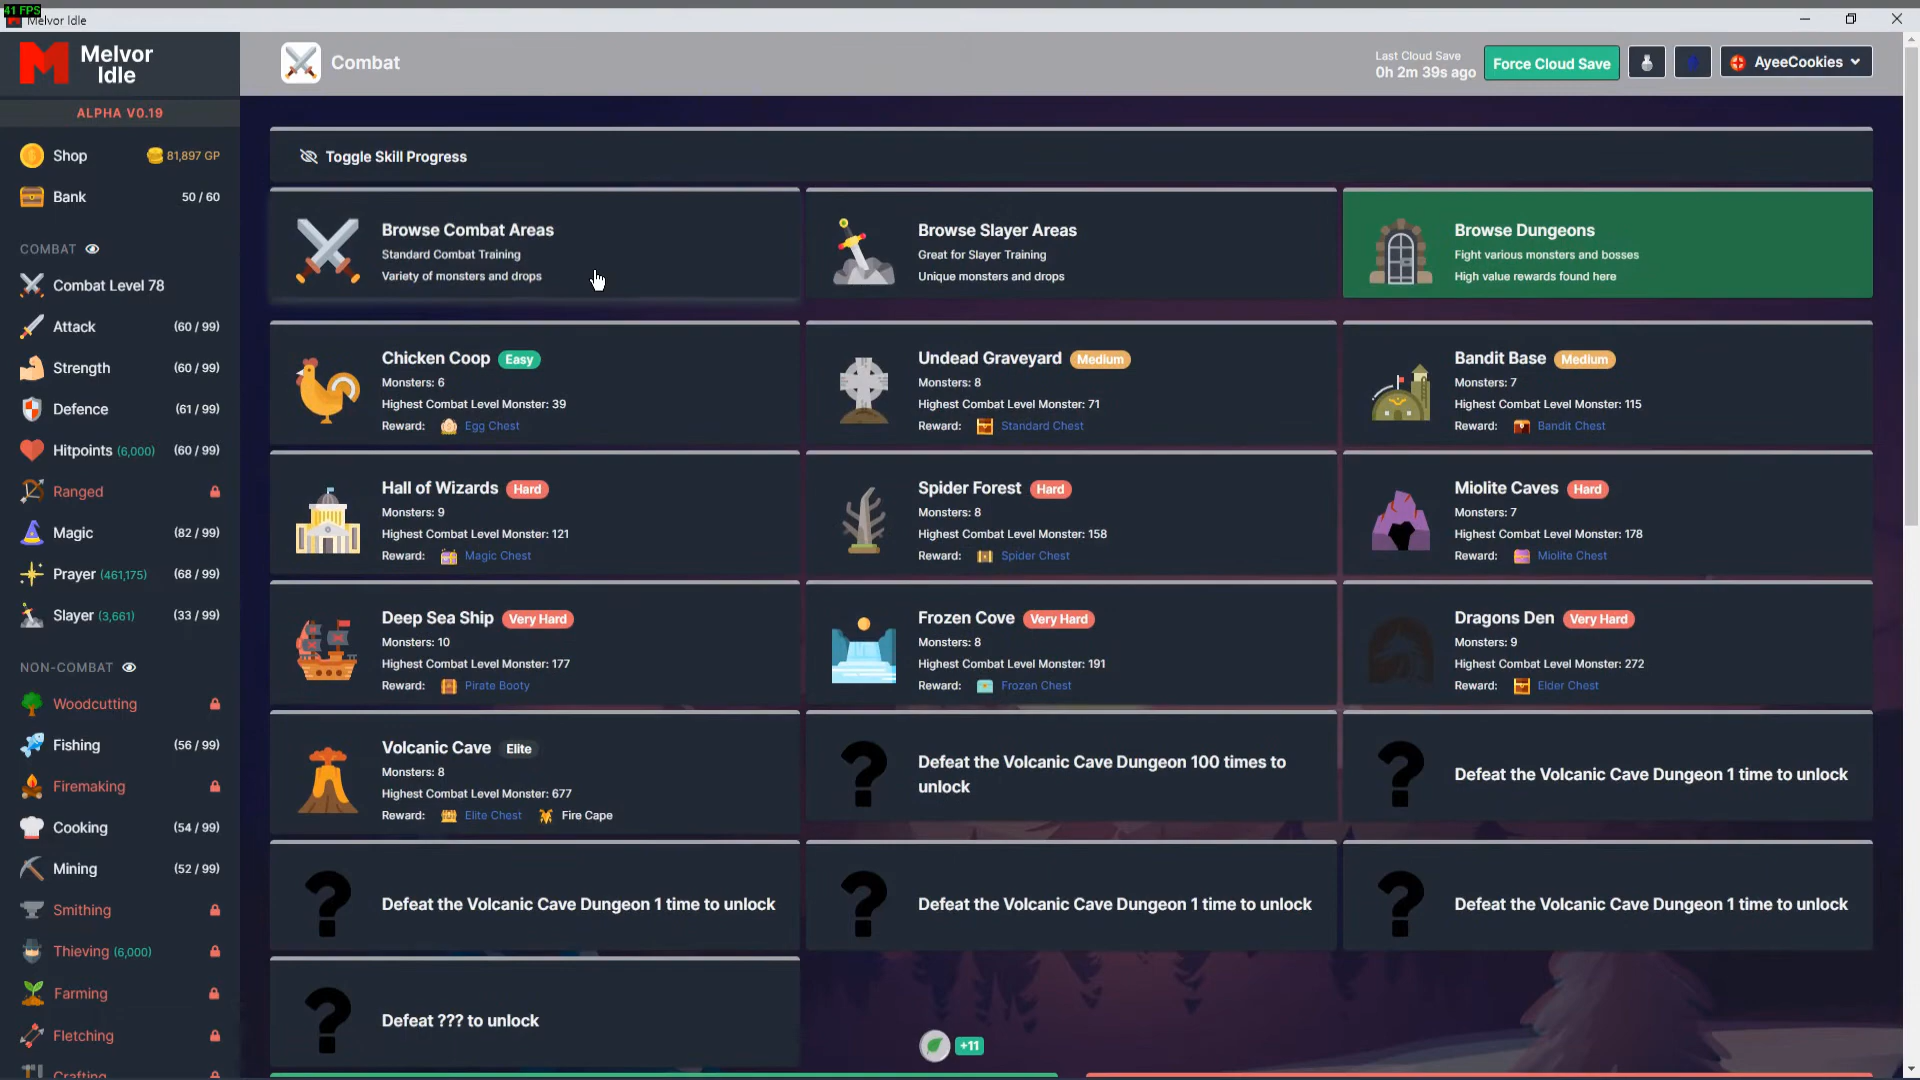 41 FPS
Melvor Idle
Melvor
Idle
ALPHA V0.19
Shop 81,897 GP
Bank 50 / 60
COMBAT
Combat Level 78
Attack (60 / 99)
Strength (60 / 99)
Defence (61 / 99)
Hitpoints (6,000) (60 / 99)
Ranged
Magic (82 / 99)
Prayer (461,175) (68 / 99)
Slayer (3,661) (33 / 99)
NON-COMBAT
Woodcutting
Fishing (56 / 99)
Firemaking
Cooking (54 / 99)
Mining (52 / 99)
Smithing
Thieving (6,000)
Farming
Fletching
Crafting
Combat
Last Cloud Save
0h 2m 39s ago
Force Cloud Save
AyeeCookies
Toggle Skill Progress
Browse Combat Areas
Standard Combat Training
Variety of monsters and drops
Browse Slayer Areas
Great for Slayer Training
Unique monsters and drops
Browse Dungeons
Fight various monsters and bosses
High value rewards found here
Chicken Coop Easy
Monsters: 6
Highest Combat Level Monster: 39
Reward: Egg Chest
Undead Graveyard Medium
Monsters: 8
Highest Combat Level Monster: 71
Reward: Standard Chest
Bandit Base Medium
Monsters: 7
Highest Combat Level Monster: 115
Reward: Bandit Chest
Hall of Wizards Hard
Monsters: 9
Highest Combat Level Monster: 121
Reward: Magic Chest
Spider Forest Hard
Monsters: 8
Highest Combat Level Monster: 158
Reward: Spider Chest
Miolite Caves Hard
Monsters: 7
Highest Combat Level Monster: 178
Reward: Miolite Chest
Deep Sea Ship Very Hard
Monsters: 10
Highest Combat Level Monster: 177
Reward: Pirate Booty
Frozen Cove Very Hard
Monsters: 8
Highest Combat Level Monster: 191
Reward: Frozen Chest
Dragons Den Very Hard
Monsters: 9
Highest Combat Level Monster: 272
Reward: Elder Chest
Volcanic Cave Elite
Monsters: 8
Highest Combat Level Monster: 677
Reward: Elite Chest Fire Cape
Defeat the Volcanic Cave Dungeon 100 times to
unlock
Defeat the Volcanic Cave Dungeon 1 time to unlock
Defeat the Volcanic Cave Dungeon 1 time to unlock
Defeat the Volcanic Cave Dungeon 1 time to unlock
Defeat the Volcanic Cave Dungeon 1 time to unlock
Defeat ??? to unlock
+11